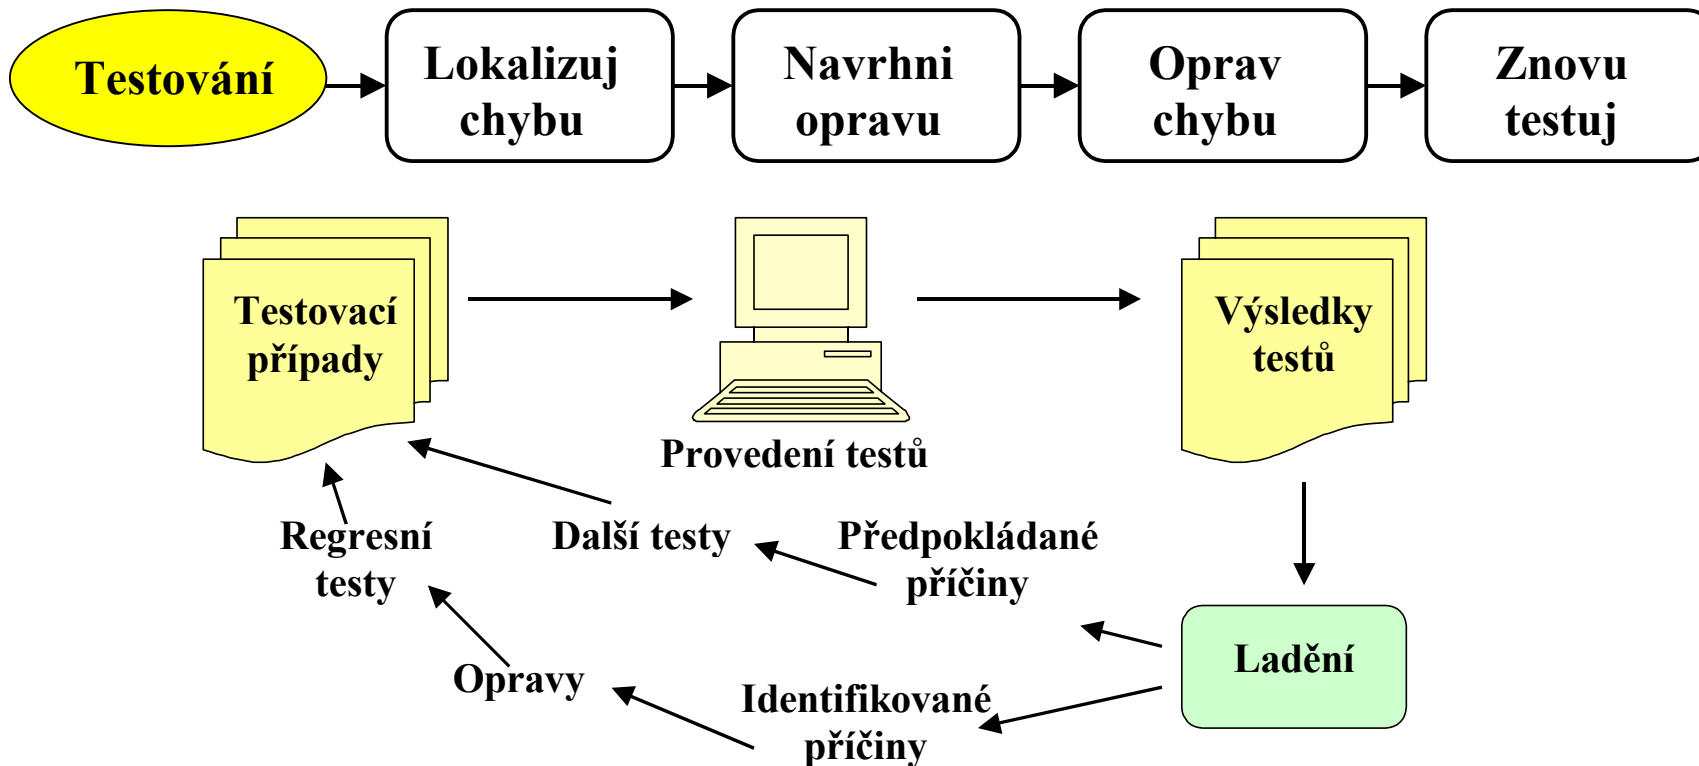 Testování
Lokalizuj
chybu
Navrhni
opravu
Oprav
chybu
Znovu
testuj
Testovací
případy
Provedení testů
Výsledky
testů
Regresní
testy
Další testy
Předpokládané
příčiny
Ladění
Opravy
Identifikované
příčiny